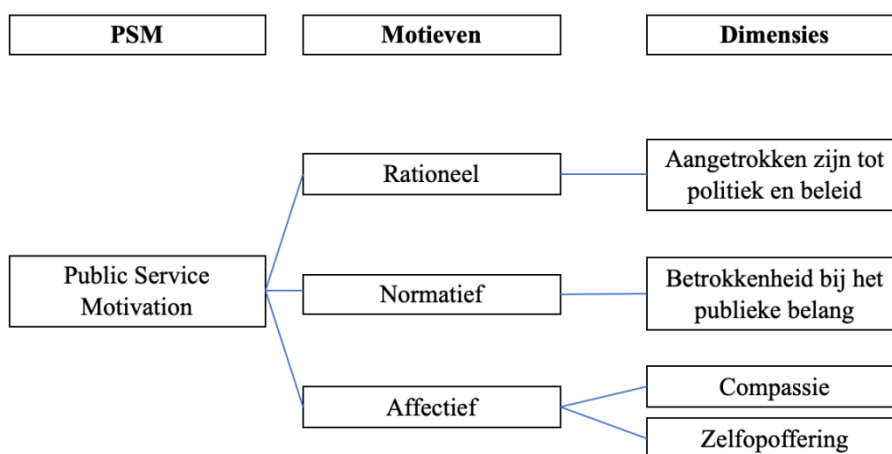 PSM
Motieven
Dimensies
Rationeel
Aangetrokken zijn tot
politiek en beleid
Public Service
Motivation
Normatief
Betrokkenheid bij het
publieke belang
Affectief
Compassie
Zelfopoffering